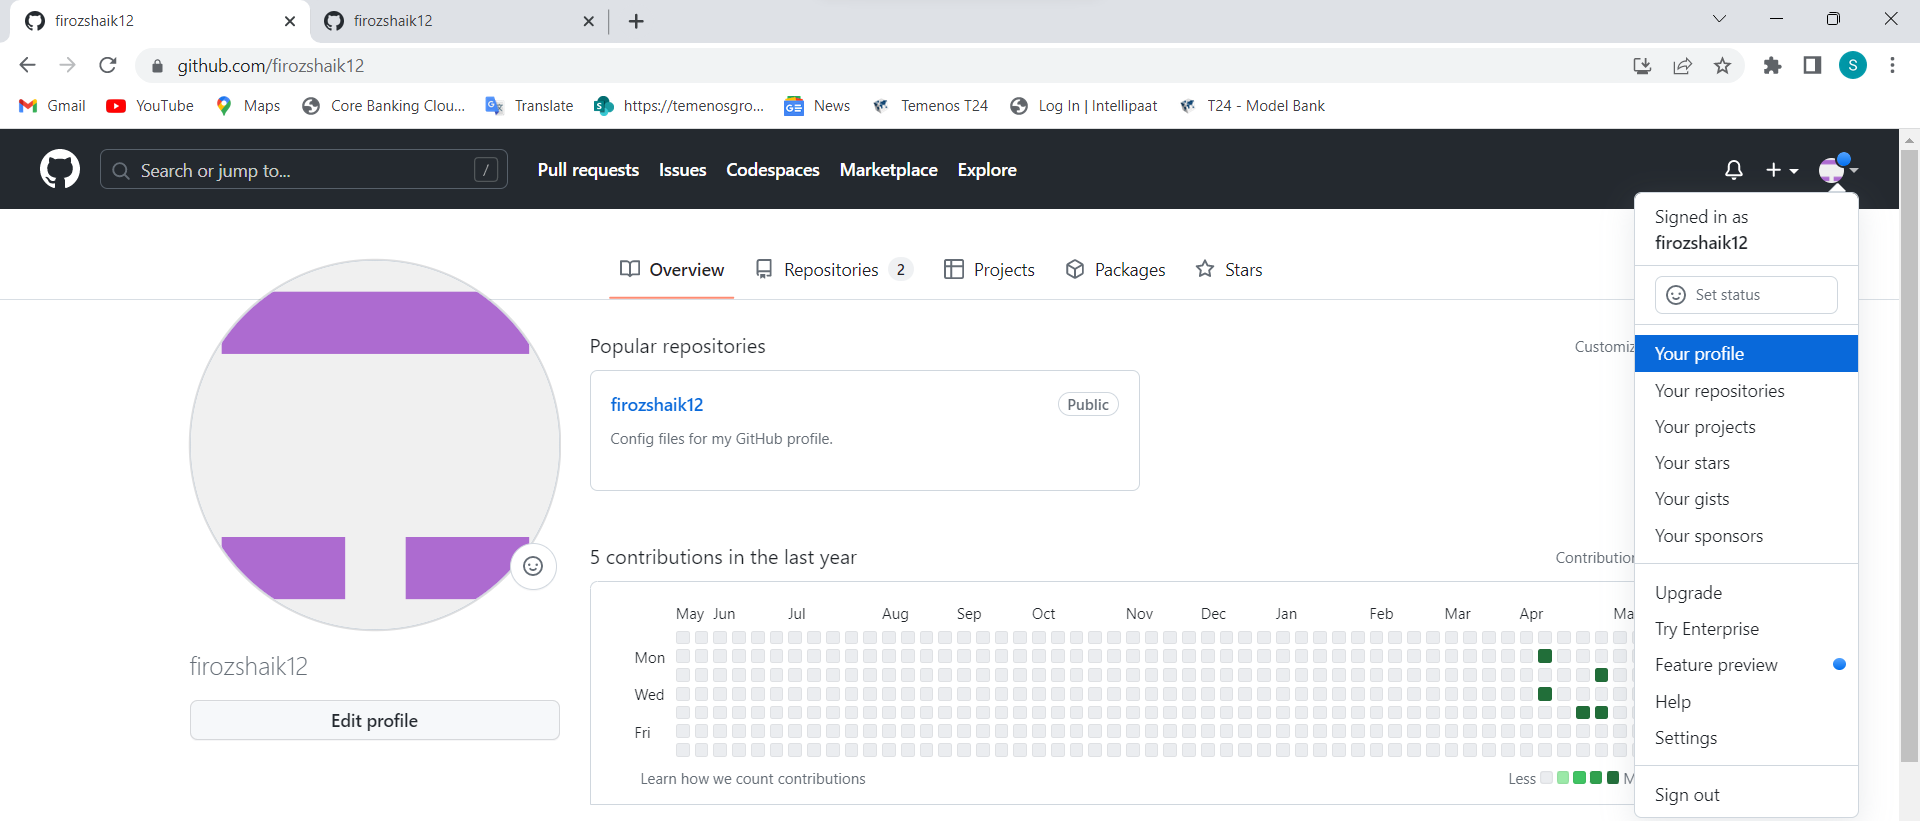 firozshaik12
firozshaik12
github.com/firozshaik12
S
Gmail YouTube Maps Core Banking Clou... Translate https://temenosgro... News Temenos T24 Log In | Intellipaat T24 - Model Bank
Search or jump to... / Pull requests Issues Codespaces Marketplace Explore
Signed in as
firozshaik12
Set status
Your profile
Your repositories
Your projects
Your stars
Your gists
Your sponsors
Upgrade
Try Enterprise
Feature preview
Help
Settings
Sign out
Overview Repositories 2 Projects Packages Stars
firozshaik12
Edit profile
Popular repositories Customiz
firozshaik12 Public
Config files for my GitHub profile.
5 contributions in the last year Contribution
May Jun Jul Aug Sep Oct Nov Dec Jan Feb Mar Apr Ma
Mon
Wed
Fri
Learn how we count contributions Less M